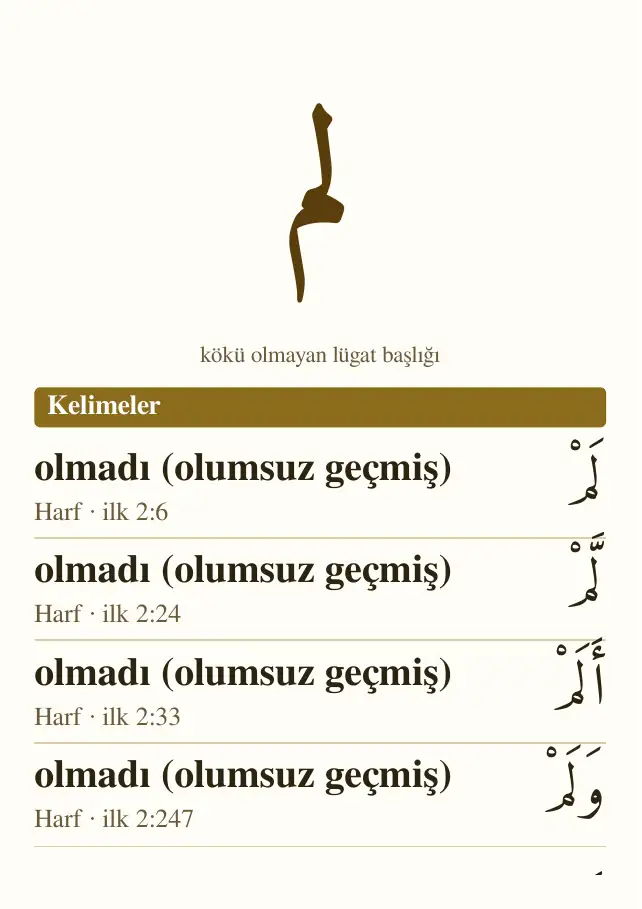 لم
kökü olmayan lügat başlığı
Kelimeler
olmadı (olumsuz geçmiş) لَمْ
Harf · ilk 2:6
olmadı (olumsuz geçmiş) لَّمْ
Harf · ilk 2:24
olmadı (olumsuz geçmiş) أَلَمْ
Harf · ilk 2:33
olmadı (olumsuz geçmiş) وَلَمْ
Harf · ilk 2:247